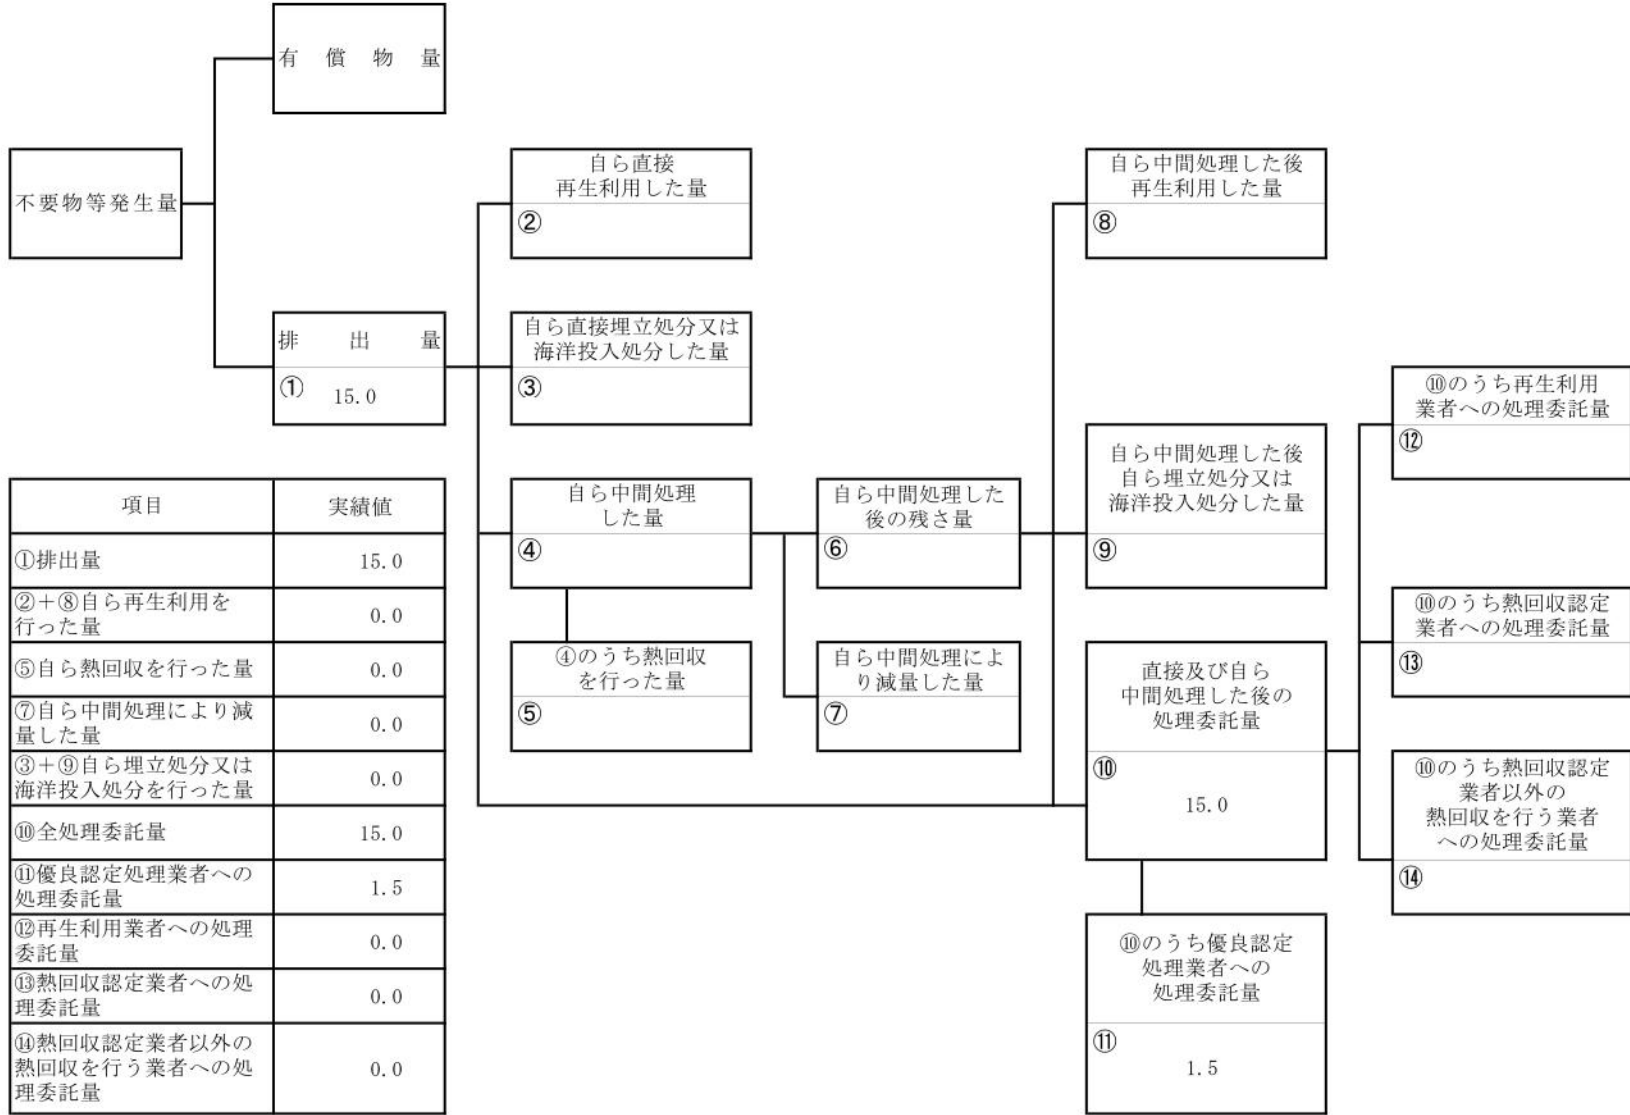 有償物量
不要物等発生量
排出量
①
15.0
自ら直接
再生利用した量
②
自ら直接埋立処分又は
海洋投入処分した量
③
自ら中間処理
した量
④
④のうち熱回収
を行った量
⑤
自ら中間処理した
後の残さ量
⑥
自ら中間処理によ
り減量した量
⑦
自ら中間処理した後
再生利用した量
⑧
自ら中間処理した後
自ら埋立処分又は
海洋投入処分した量
⑨
直接及び自ら
中間処理した後の
処理委託量
⑩
15.0
⑩のうち優良認定
処理業者への
処理委託量
⑪
1.5
⑩のうち再生利用
業者への処理委託量
⑫
⑩のうち熱回収認定
業者への処理委託量
⑬
⑩のうち熱回収認定
業者以外の
熱回収を行う業者
への処理委託量
⑭
項目 実績値
①排出量 15.0
②+⑧自ら再生利用を
行った量 0.0
⑤自ら熱回収を行った量 0.0
⑦自ら中間処理により減
量した量 0.0
③+⑨自ら埋立処分又は
海洋投入処分を行った量 0.0
⑩全処理委託量 15.0
⑪優良認定処理業者への
処理委託量 1.5
⑫再生利用業者への処理
委託量 0.0
⑬熱回収認定業者への処
理委託量 0.0
⑭熱回収認定業者以外の
熱回収を行う業者への処
理委託量 0.0